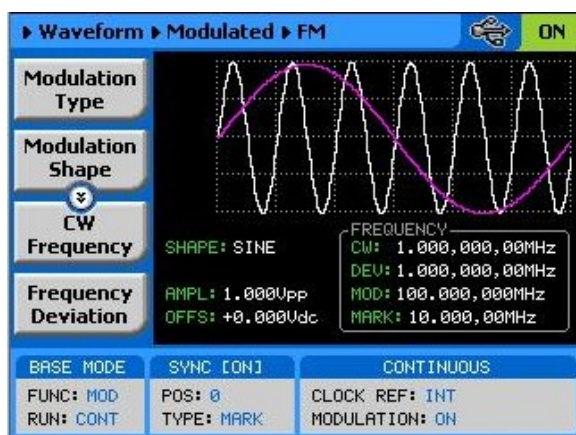 Waveform Modulated FM ON
Modulation
Type
Modulation
Shape
CW
Frequency
Frequency
Deviation
SHAPE: SINE
AMPL: 1.000Vpp
OFFS: +0.000Vdc
FREQUENCY
CW: 1.000,000,00MHz
DEV: 1.000,000,00MHz
MOD: 100.000,000MHz
MARK: 10.000,00MHz
BASE MODE
FUNC: MOD
RUN: CONT
SYNC [ON]
POS: 0
TYPE: MARK
CONTINUOUS
CLOCK REF: INT
MODULATION: ON